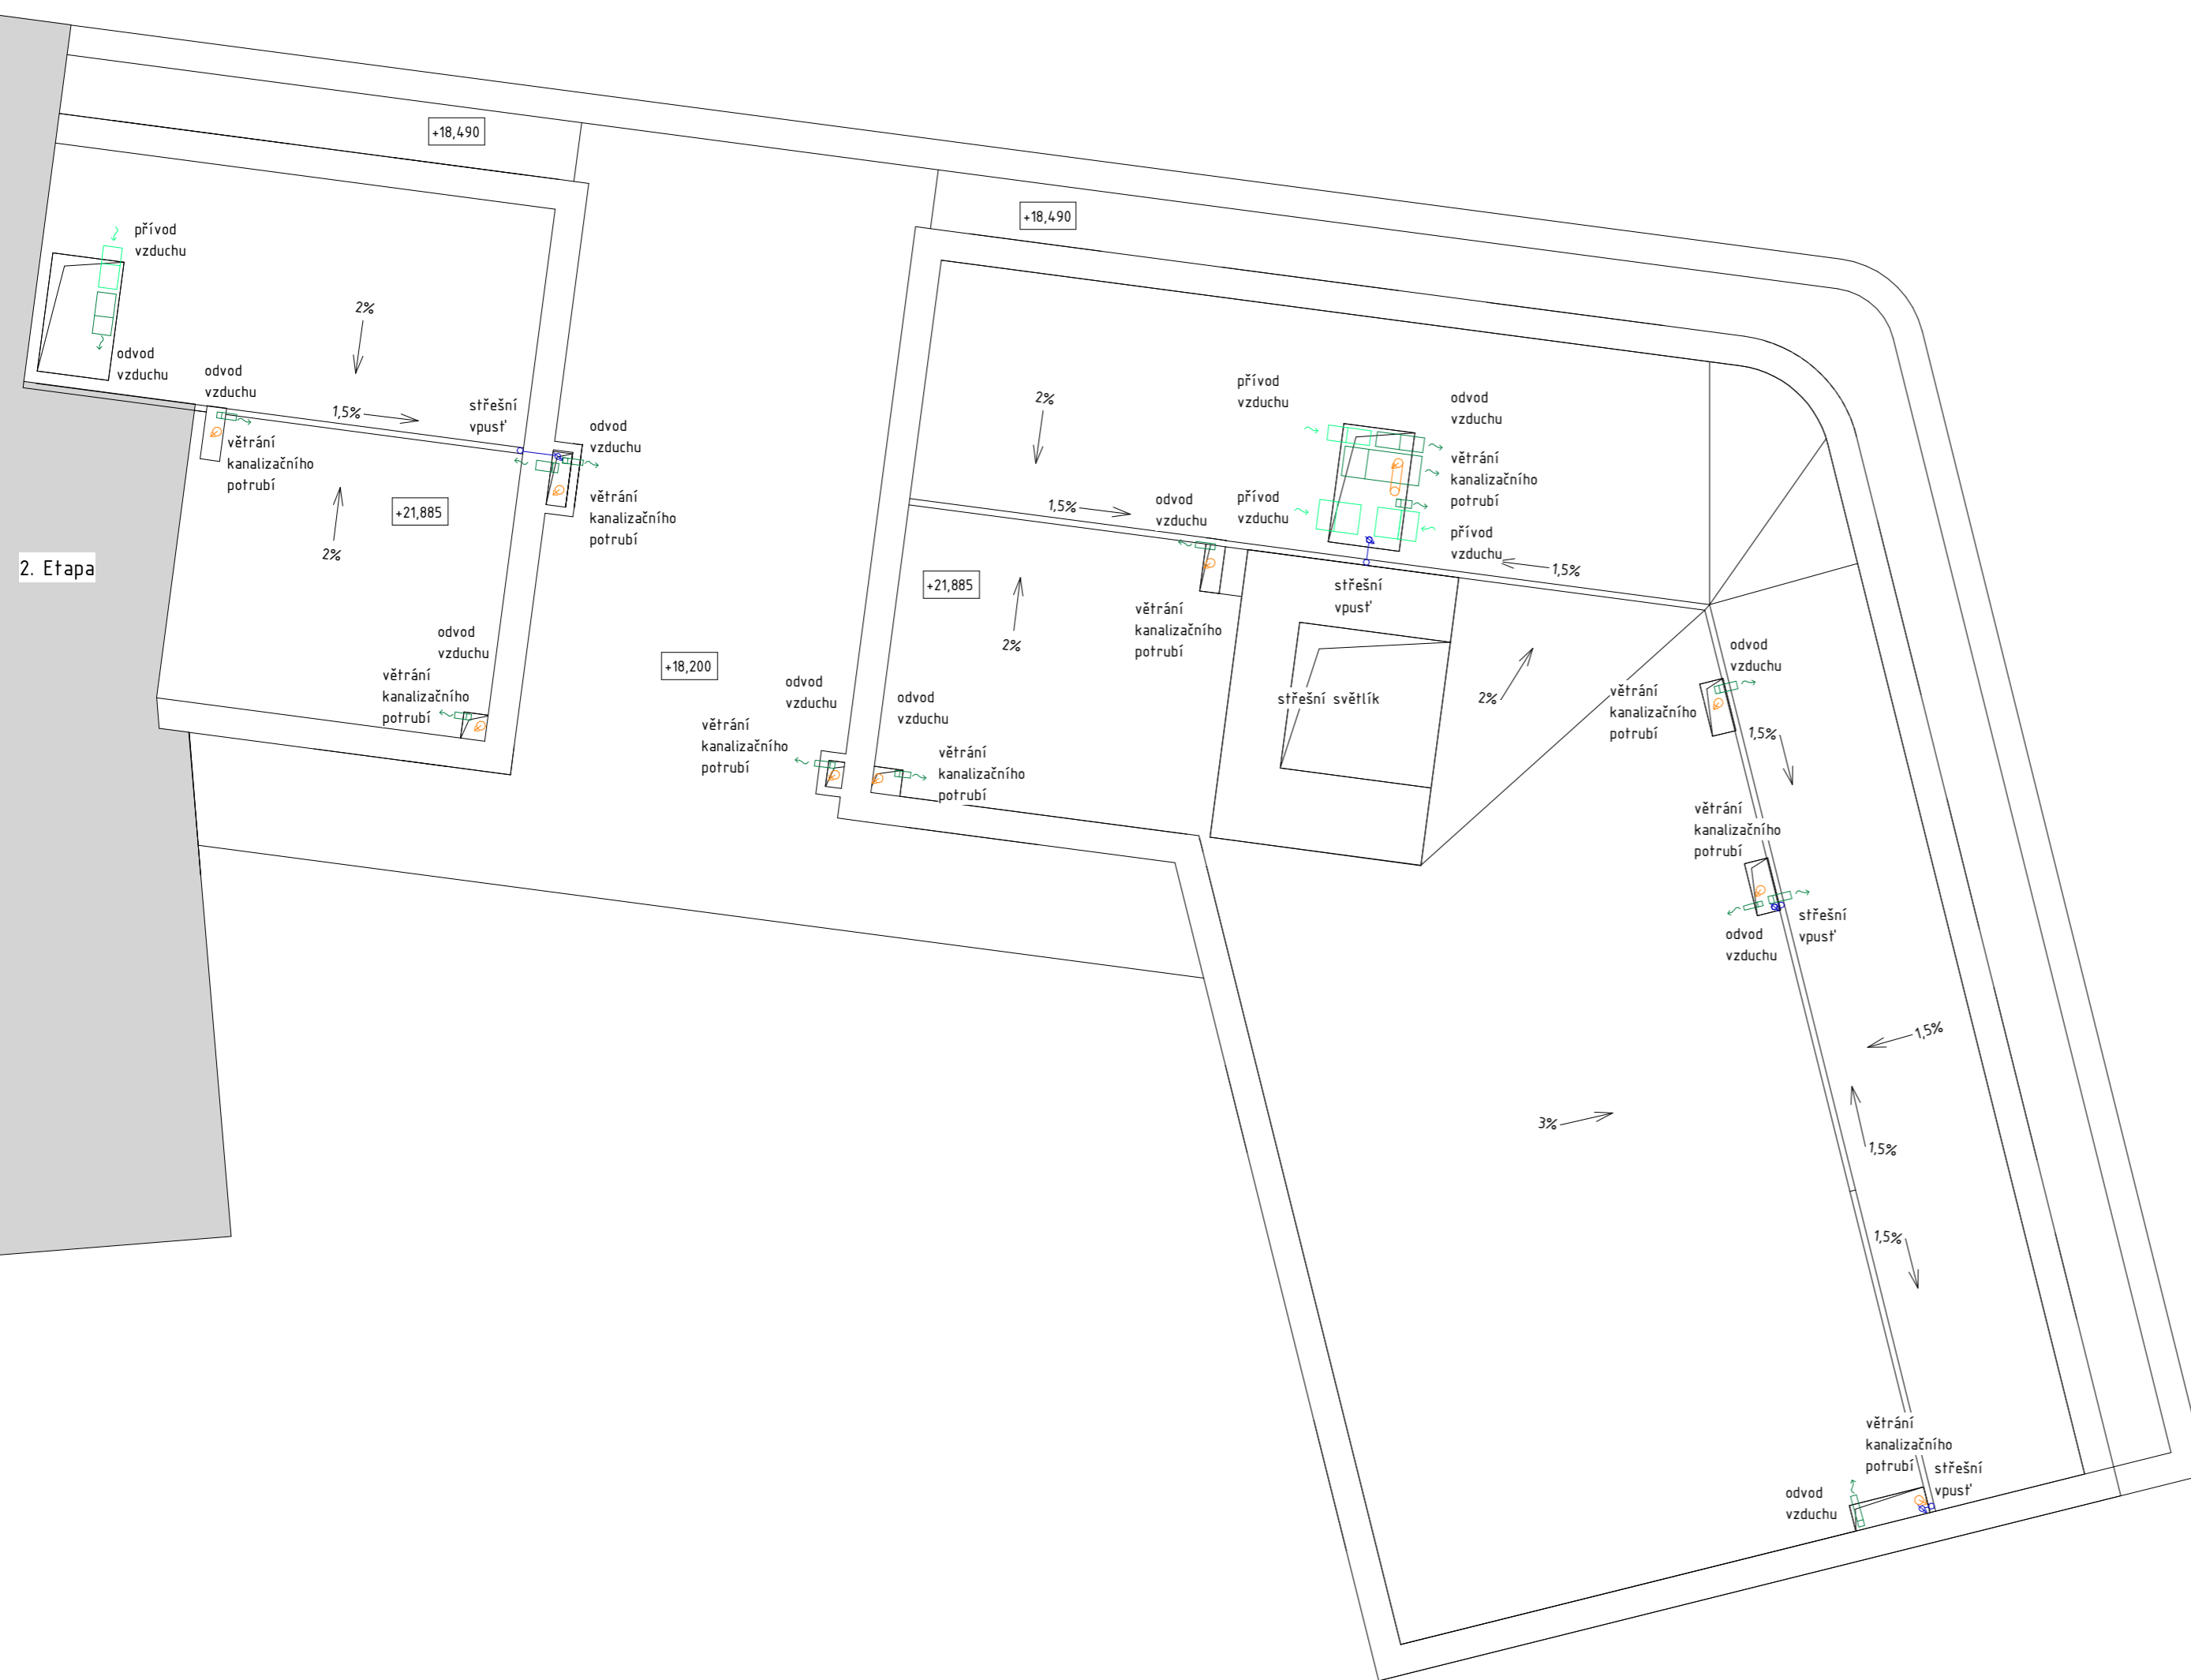 +18,490
+18,490
přívod
vzduchu
2%
odvod
vzduchu
odvod
vzduchu
1,5%
střešní
vpusť
odvod
vzduchu
větrání
kanalizačního
potrubí
větrání
kanalizačního
potrubí
+21,885
2%
2. Etapa
odvod
vzduchu
větrání
kanalizačního
potrubí
+18,200
2%
přívod
vzduchu
odvod
vzduchu
větrání
kanalizačního
potrubí
1,5%
odvod
vzduchu
přívod
vzduchu
přívod
vzduchu
1,5%
+21,885
střešní
vpusť
větrání
kanalizačního
potrubí
2%
odvod
vzduchu
odvod
vzduchu
větrání
kanalizačního
potrubí
větrání
kanalizačního
potrubí
střešní světlík
2%
odvod
vzduchu
větrání
kanalizačního
potrubí
1,5%
větrání
kanalizačního
potrubí
střešní
vpusť
odvod
vzduchu
1,5%
3%
1,5%
1,5%
větrání
kanalizačního
potrubí
střešní
vpusť
odvod
vzduchu